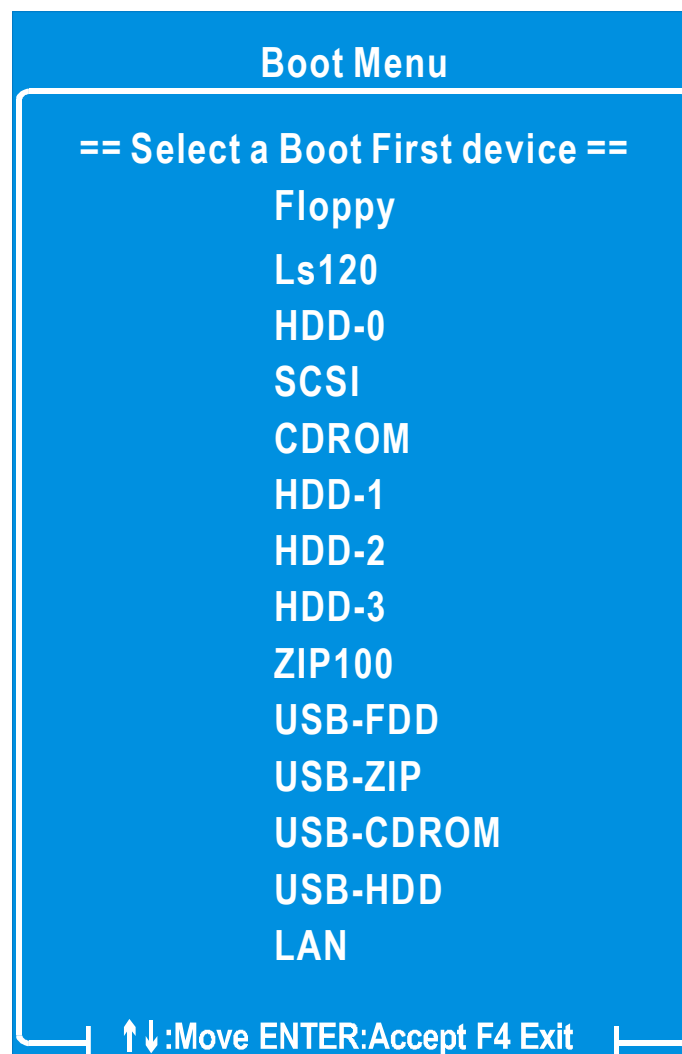 Boot Menu
== Select a Boot First device ==
Floppy
Ls120
HDD-0
SCSI
CDROM
HDD-1
HDD-2
HDD-3
ZIP100
USB-FDD
USB-ZIP
USB-CDROM
USB-HDD
LAN
↑↓:Move ENTER:Accept F4 Exit